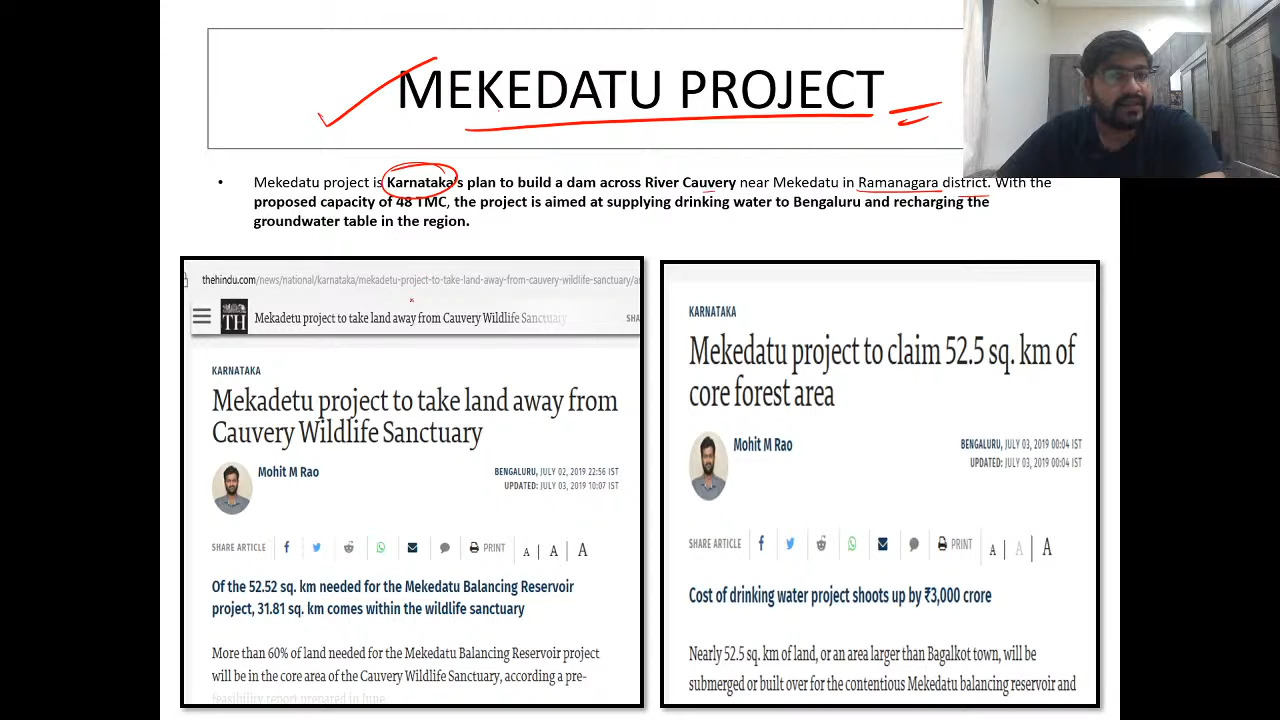 MEKEDATU PROJECT
• Mekedatu project is Karnataka's plan to build a dam across River Cauvery near Mekedatu in Ramanagara district. With the
proposed capacity of 48 TMC, the project is aimed at supplying drinking water to Bengaluru and recharging the
groundwater table in the region.
thehindu.com/news/national/karnataka/mekadetu-project-to-take-land-away-from-cauvery-wildlife-sanctuary/a
TH
Mekadetu project to take land away from Cauvery Wildlife Sanctuary
SHA
KARNATAKA
Mekadetu project to take land away from
Cauvery Wildlife Sanctuary
Mohit M Rao
BENGALURU, JULY 02, 2019 22:56 IST
UPDATED: JULY 03, 2019 10:07 IST
SHARE ARTICLE
PRINT
A | A | A
Of the 52.52 sq. km needed for the Mekedatu Balancing Reservoir
project, 31.81 sq. km comes within the wildlife sanctuary
More than 60% of land needed for the Mekedatu Balancing Reservoir project
will be in the core area of the Cauvery Wildlife Sanctuary, according to a pre-
feasibility report prepared in June.
KARNATAKA
Mekedatu project to claim 52.5 sq. km of
core forest area
Mohit M Rao
BENGALURU, JULY 03, 2019 00:04 IST
UPDATED: JULY 03, 2019 00:04 IST
SHARE ARTICLE
PRINT
A | A | A
Cost of drinking water project shoots up by ₹3,000 crore
Nearly 52.5 sq. km of land, or an area larger than Bagalkot town, will be
submerged or built over for the contentious Mekedatu balancing reservoir and